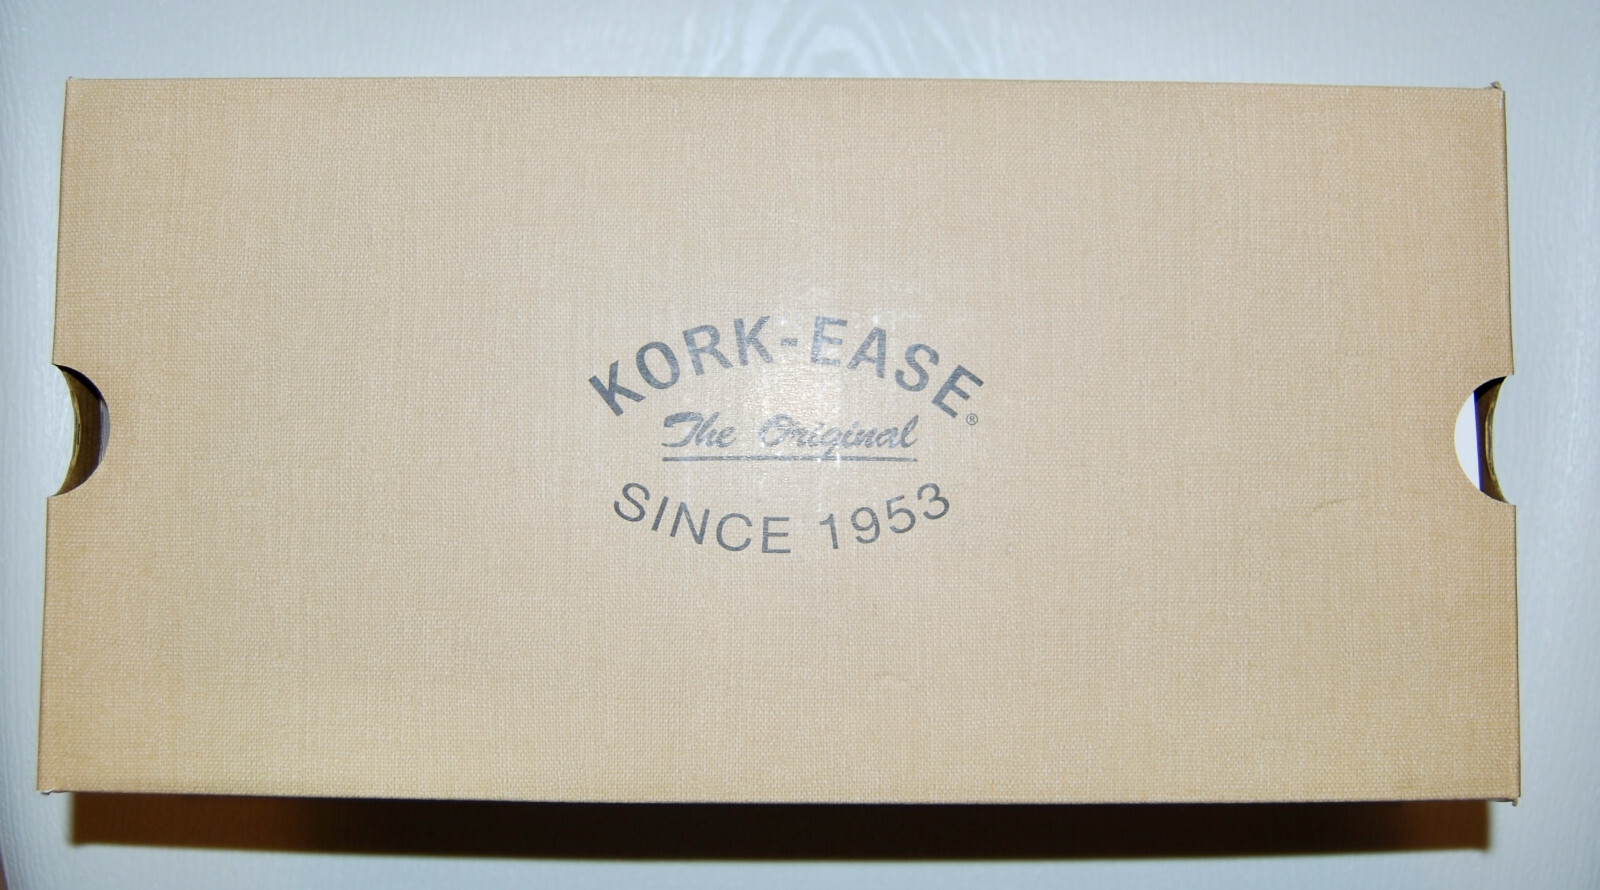 KORK-EASE®
The Original
SINCE 1953